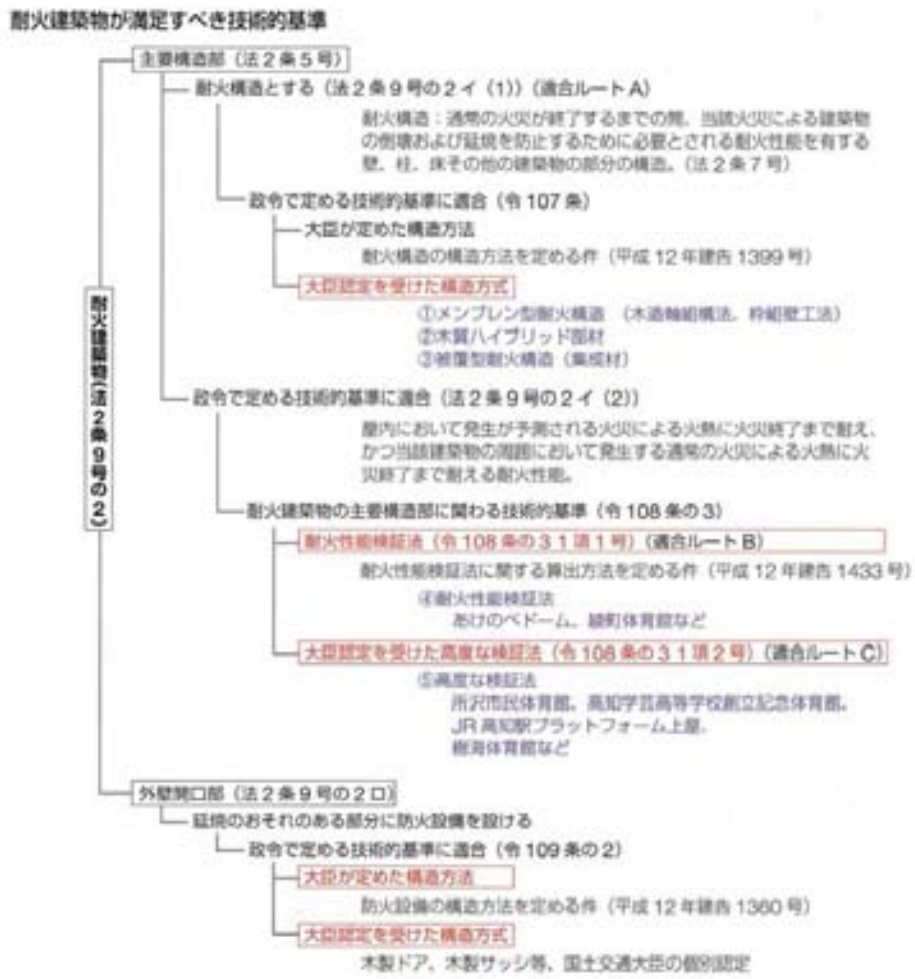 耐火建築物が満足すべき技術的基準
主要構造部（法2条5号）
耐火構造とする（法2条9号の2イ（1））（適合ルートA）
耐火構造：通常の火災が終了するまでの間、当該火災による建築物
の倒壊および延焼を防止するために必要とされる耐火性能を有する
壁、柱、床その他の建築物の部分の構造。（法2条7号）
政令で定める技術的基準に適合（令107条）
大臣が定めた構造方法
耐火構造の構造方法を定める件（平成12年建告1399号）
大臣認定を受けた構造方式
①メンブレン型耐火構造　（木造軸組構法、枠組壁工法）
②木質ハイブリッド部材
③被覆型耐火構造（集成材）
耐火建築物（法2条9号の2）
政令で定める技術的基準に適合（法2条9号の2イ（2））
屋内において発生が予測される火災による火熱に火災終了まで耐え、
かつ当該建築物の周囲において発生する通常の火災による火熱に火
災終了まで耐える耐火性能。
耐火建築物の主要構造部に関わる技術的基準（令108条の3）
耐火性能検証法（令108条の31項1号）（適合ルートB）
耐火性能検証法に関する算出方法を定める件（平成12年建告1433号）
④耐火性能検証法
あけのベドーム、綾町体育館など
大臣認定を受けた高度な検証法（令108条の31項2号）（適合ルートC）
⑤高度な検証法
所沢市民体育館、高知学芸高等学校創立記念体育館、
JR高知駅プラットフォーム上屋、
樹海体育館など
外壁開口部（法2条9号の2ロ）
延焼のおそれのある部分に防火設備を設ける
政令で定める技術的基準に適合（令109条の2）
大臣が定めた構造方法
防火設備の構造方法を定める件（平成12年建告1360号）
大臣認定を受けた構造方式
木製ドア、木製サッシ等、国土交通大臣の個別認定